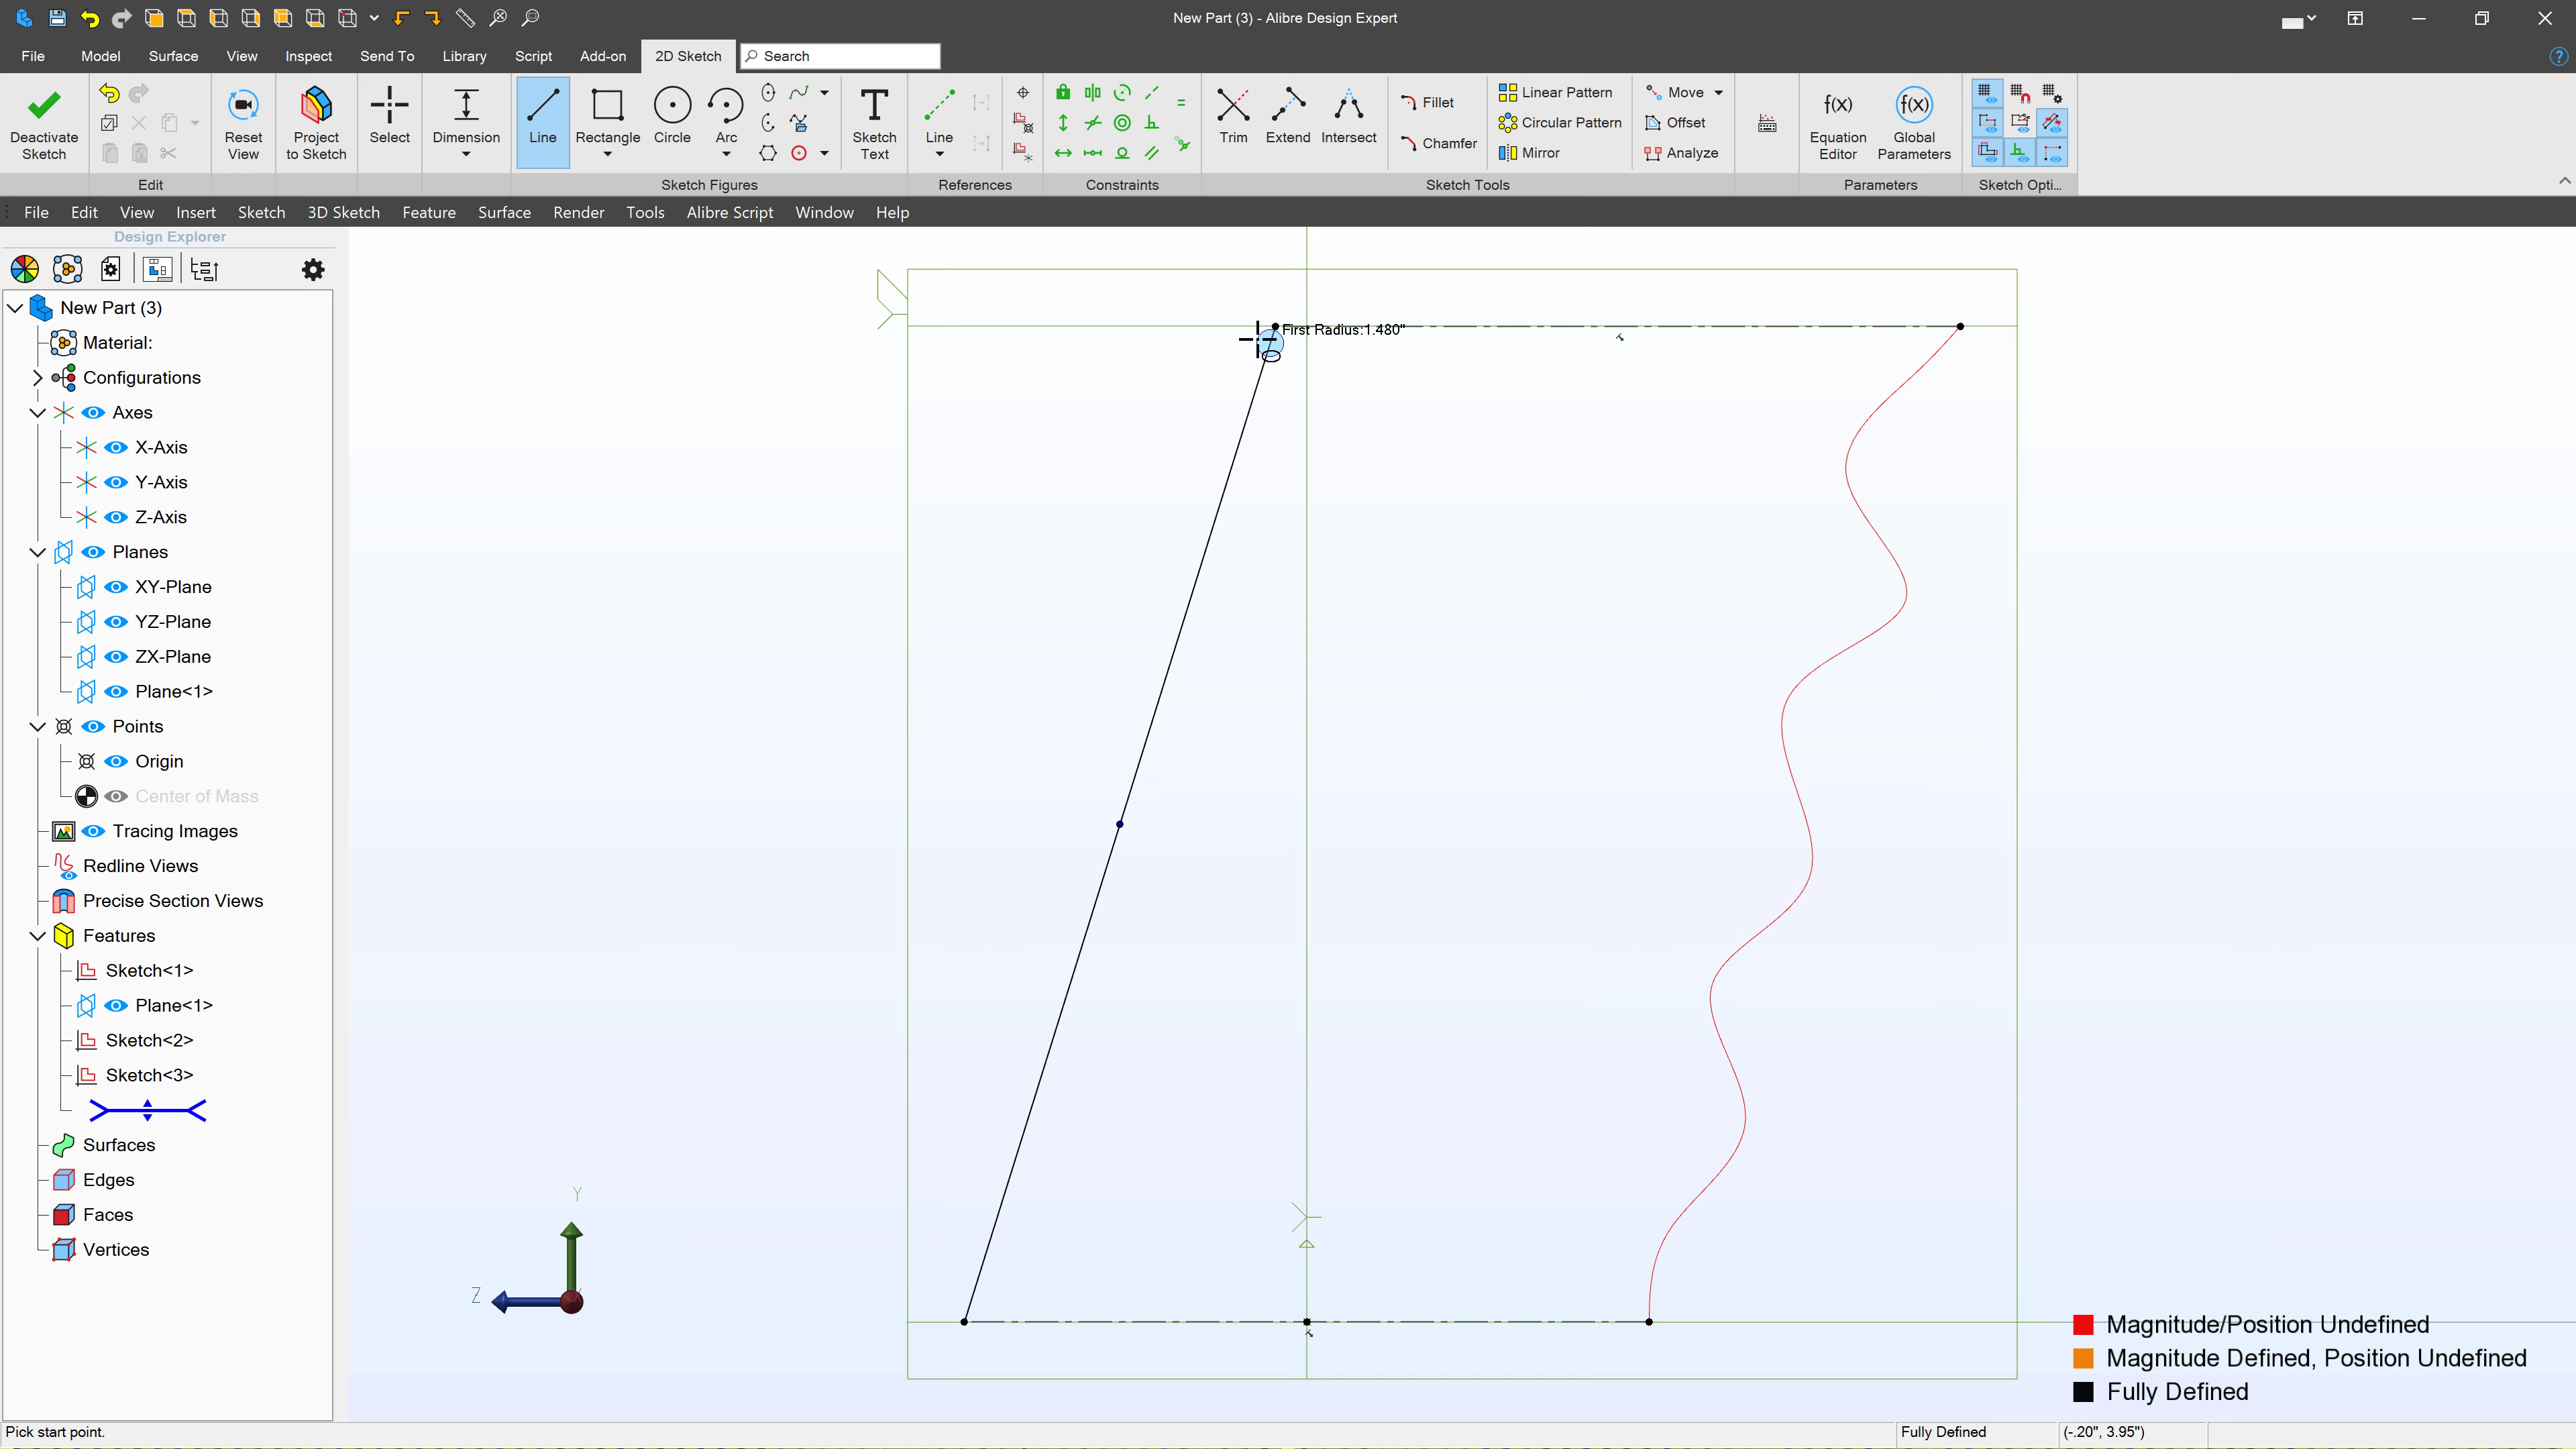 New Part (3) - Alibre Design Expert
File Model Surface View Inspect Send To Library Script Add-on 2D Sketch Search
Deactivate Sketch
Edit
Reset View
Project to Sketch
Select
Dimension
Line Rectangle Circle Arc
Sketch Text
Sketch Figures
Line
References
Constraints
Trim Extend Intersect
Fillet
Chamfer
Linear Pattern
Circular Pattern
Mirror
Move
Offset
Analyze
Sketch Tools
f(x) Equation Editor
f(x) Global Parameters
Parameters
Sketch Opti...
File Edit View Insert Sketch 3D Sketch Feature Surface Render Tools Alibre Script Window Help
Design Explorer
New Part (3)
Material:
Configurations
Axes
X-Axis
Y-Axis
Z-Axis
Planes
XY-Plane
YZ-Plane
ZX-Plane
Plane<1>
Points
Origin
Center of Mass
Tracing Images
Redline Views
Precise Section Views
Features
Sketch<1>
Plane<1>
Sketch<2>
Sketch<3>
Surfaces
Edges
Faces
Vertices
First Radius:1.480"
Y
Z
Magnitude/Position Undefined
Magnitude Defined, Position Undefined
Fully Defined
Pick start point.
Fully Defined
(-.20", 3.95")